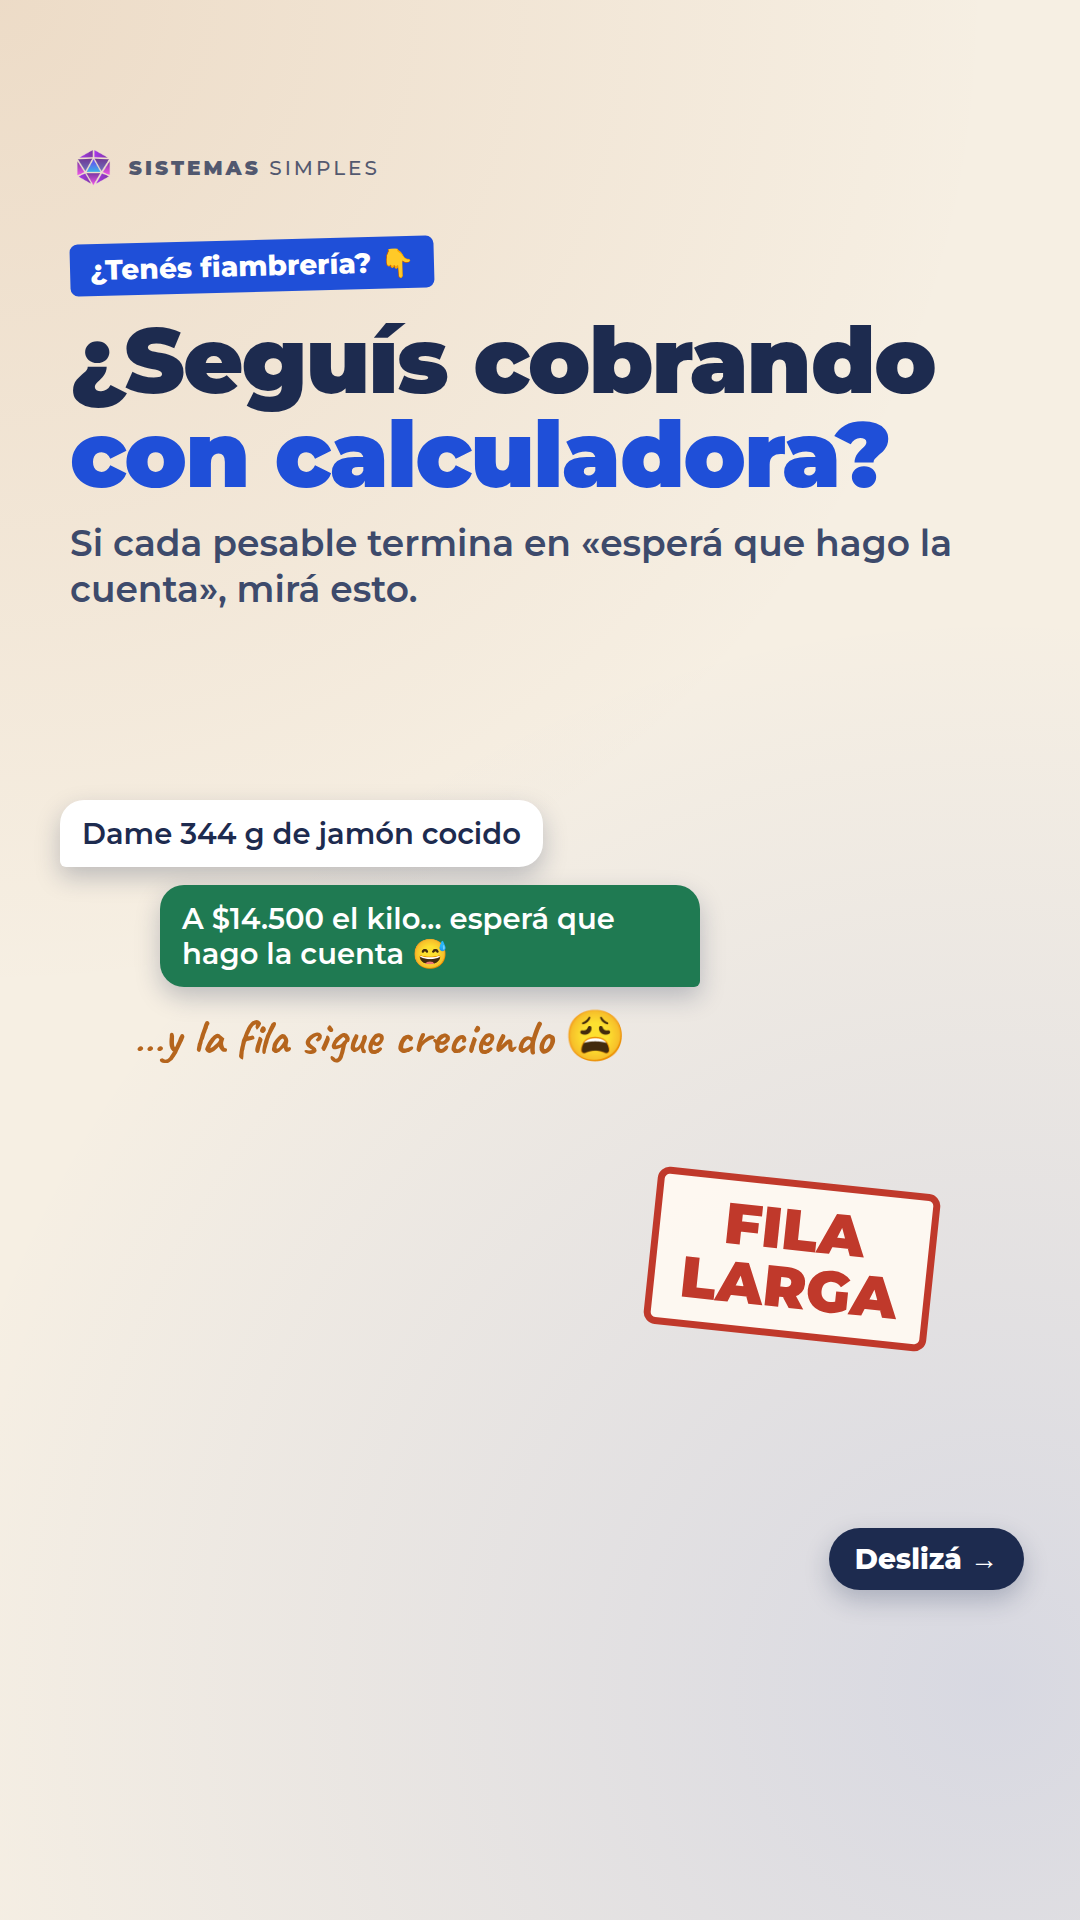 SISTEMAS SIMPLES
¿Tenés fiambrería? 👇
¿Seguís cobrando
con calculadora?
Si cada pesable termina en «esperá que hago la
cuenta», mirá esto.
Dame 344 g de jamón cocido
A $14.500 el kilo... esperá que
hago la cuenta 😅
...y la fila sigue creciendo 😩
FILA
LARGA
Deslizá →